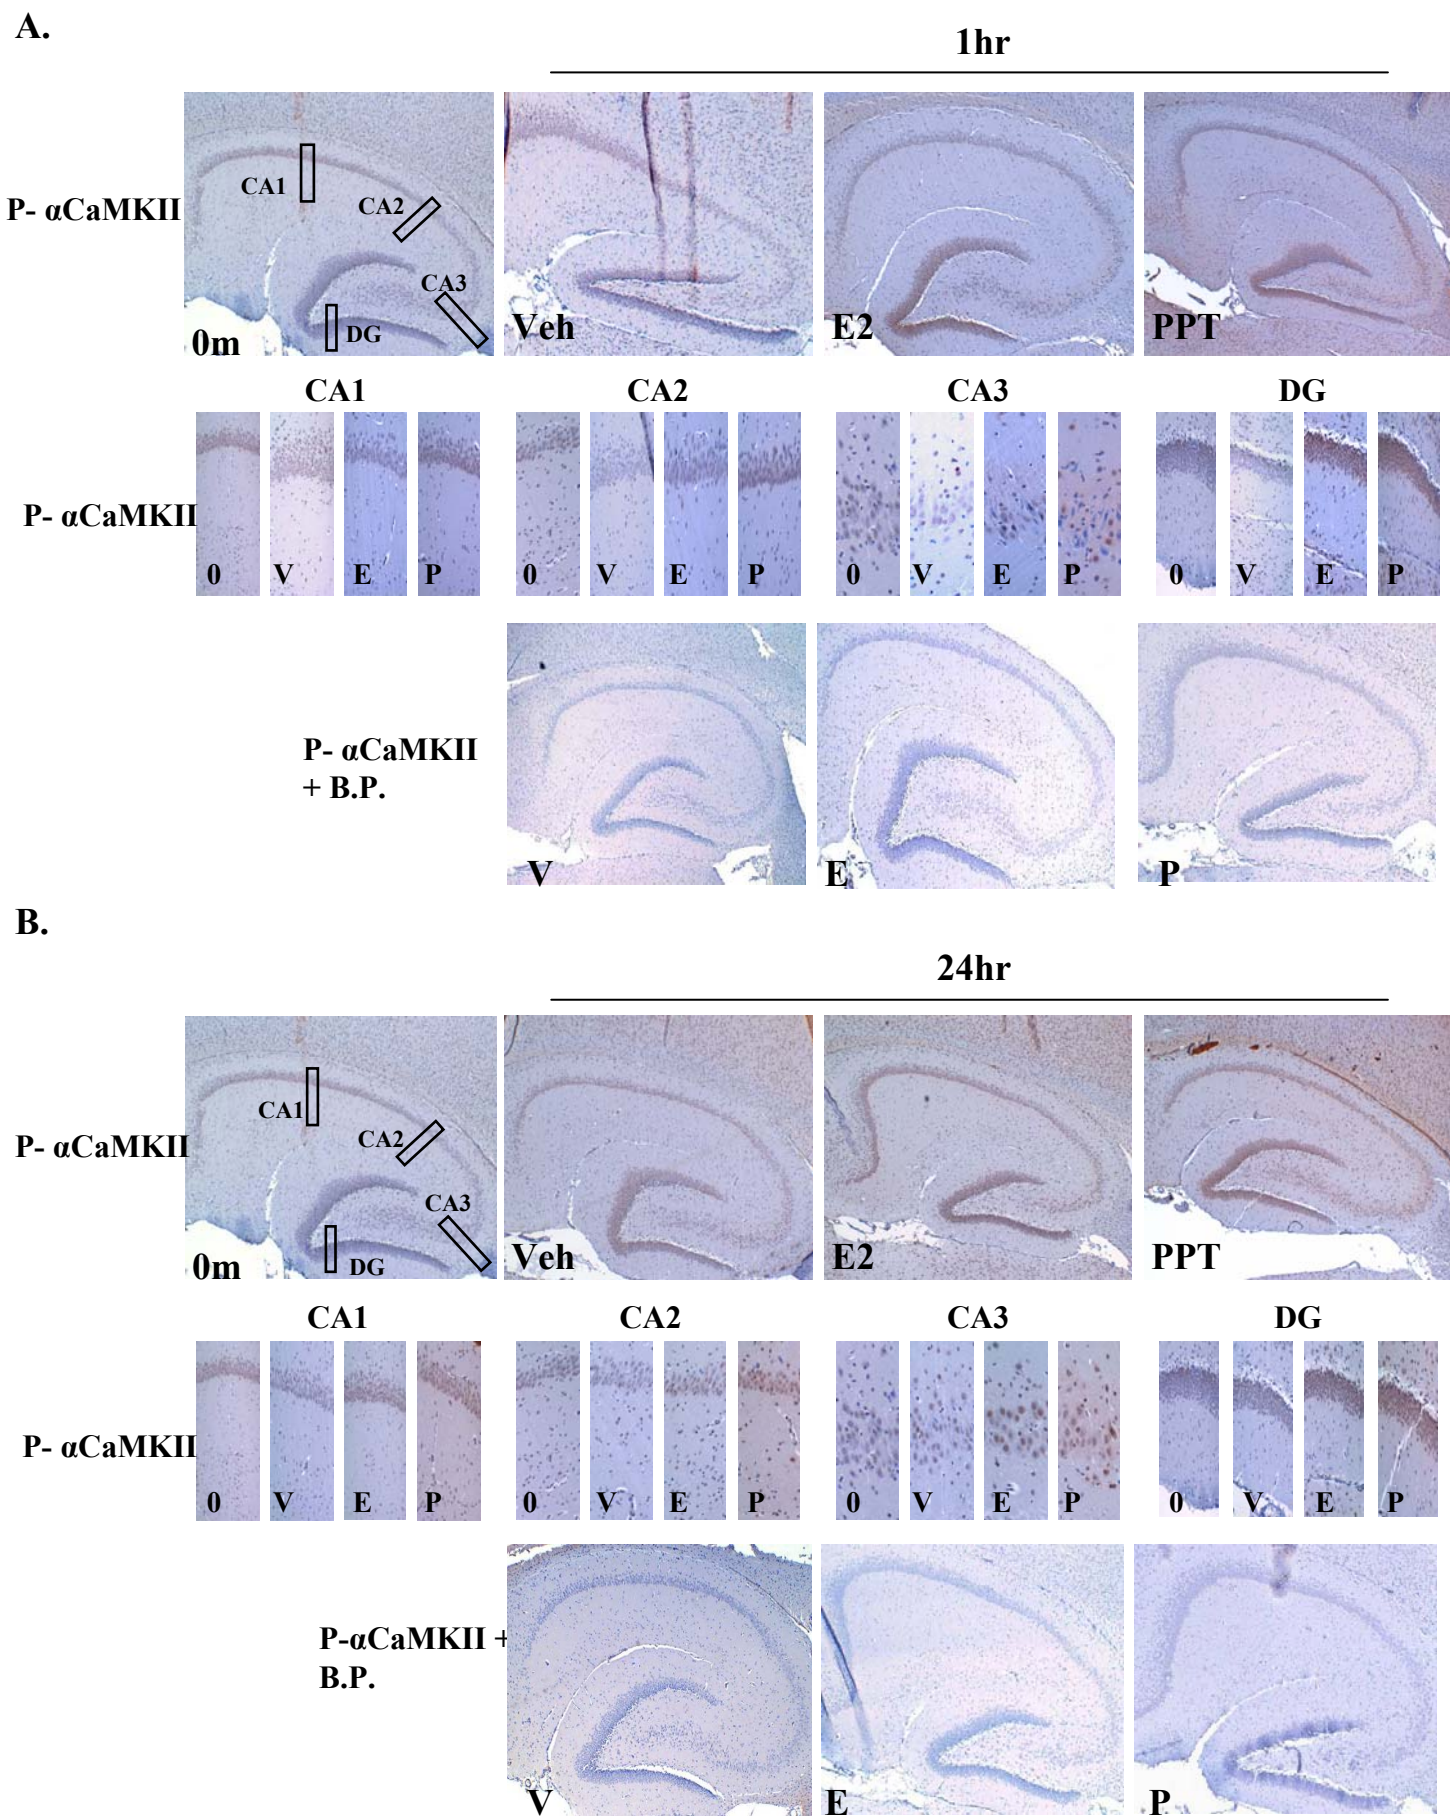 A.
1hr
P- αCaMKII
CA1
CA2
CA3
DG
0m
Veh
E2
PPT
CA1 CA2 CA3 DG
P- αCaMKII
0 V E P 0 V E P 0 V E P 0 V E P
P- αCaMKII
+ B.P.
V E P
B.
24hr
P- αCaMKII
CA1
CA2
CA3
DG
0m
Veh
E2
PPT
CA1 CA2 CA3 DG
P- αCaMKII
0 V E P 0 V E P 0 V E P 0 V E P
P-αCaMKII +
B.P.
V E P